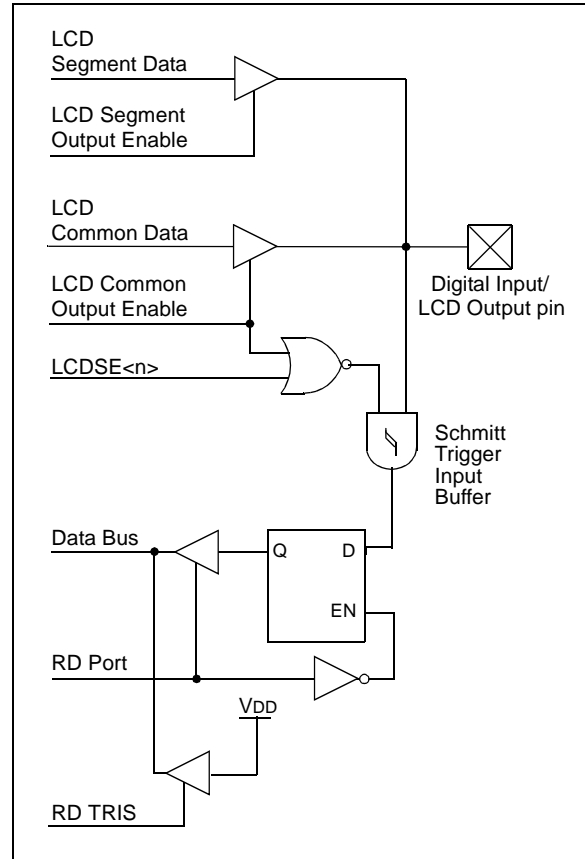 LCD
Segment Data
LCD Segment
Output Enable
LCD
Common Data
Digital Input/
LCD Output pin
LCD Common
Output Enable
LCDSE<n>
Schmitt
Trigger
Input
Buffer
Data Bus
Q
D
EN
RD Port
VDD
RD TRIS